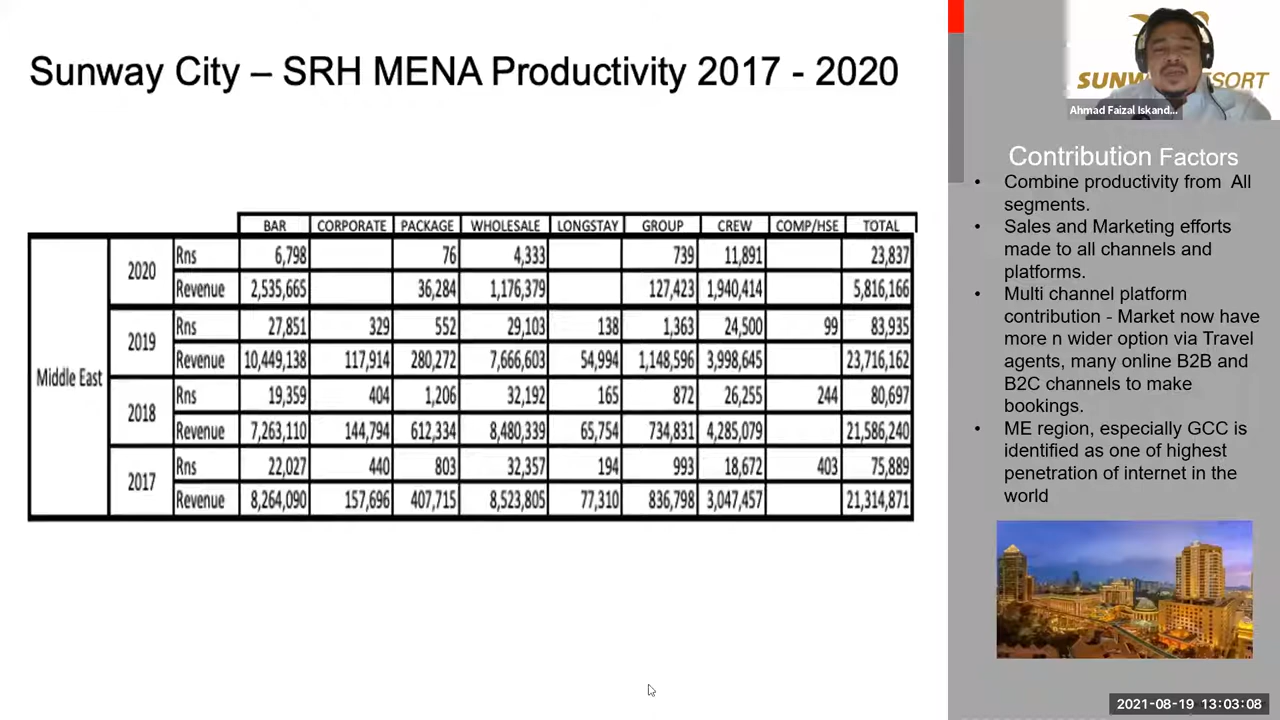 Sunway City – SRH MENA Productivity 2017 - 2020
BAR CORPORATE PACKAGE WHOLESALE LONGSTAY GROUP CREW COMP/HSE TOTAL
Middle East
2020
Rns 6,798 76 4,333 739 11,891 23,837
Revenue 2,535,665 36,284 1,176,379 127,423 1,940,414 5,816,166
2019
Rns 27,851 329 552 29,103 138 1,363 24,500 99 83,935
Revenue 10,449,138 117,914 280,272 7,666,603 54,994 1,148,596 3,998,645 23,716,162
2018
Rns 19,359 404 1,206 32,192 165 872 26,255 244 80,697
Revenue 7,263,110 144,794 612,334 8,480,339 65,754 734,831 4,285,079 21,586,240
2017
Rns 22,027 440 803 32,357 194 993 18,672 403 75,889
Revenue 8,264,090 157,696 407,715 8,523,805 77,310 836,798 3,047,457 21,314,871
Ahmad Faizal Iskand...
Contribution Factors
• Combine productivity from All
segments.
• Sales and Marketing efforts
made to all channels and
platforms.
• Multi channel platform
contribution - Market now have
more n wider option via Travel
agents, many online B2B and
B2C channels to make
bookings.
• ME region, especially GCC is
identified as one of highest
penetration of internet in the
world
2021-08-19 13:03:08